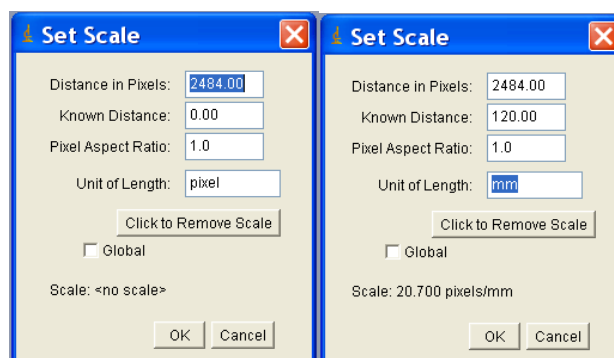 Set Scale
Distance in Pixels: 2484.00
Known Distance: 0.00
Pixel Aspect Ratio: 1.0
Unit of Length: pixel
Click to Remove Scale
Global
Scale: <no scale>
OK Cancel
Set Scale
Distance in Pixels: 2484.00
Known Distance: 120.00
Pixel Aspect Ratio: 1.0
Unit of Length: mm
Click to Remove Scale
Global
Scale: 20.700 pixels/mm
OK Cancel